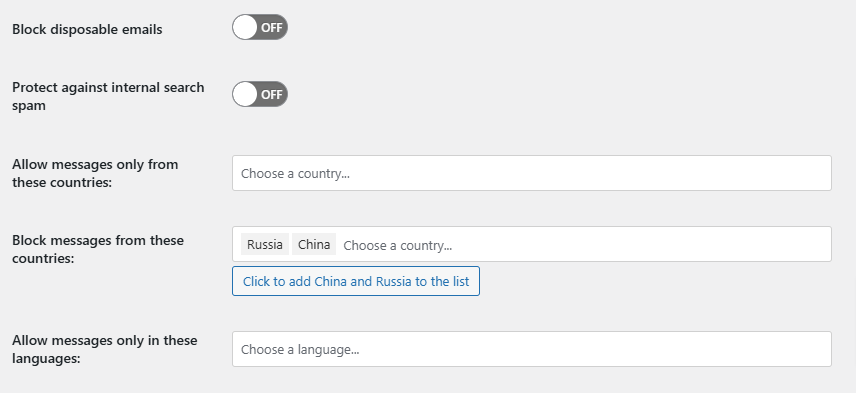 Block disposable emails
OFF
Protect against internal search
spam
OFF
Allow messages only from
these countries:
Choose a country...
Block messages from these
countries:
Russia China Choose a country...
Click to add China and Russia to the list
Allow messages only in these
languages:
Choose a language...